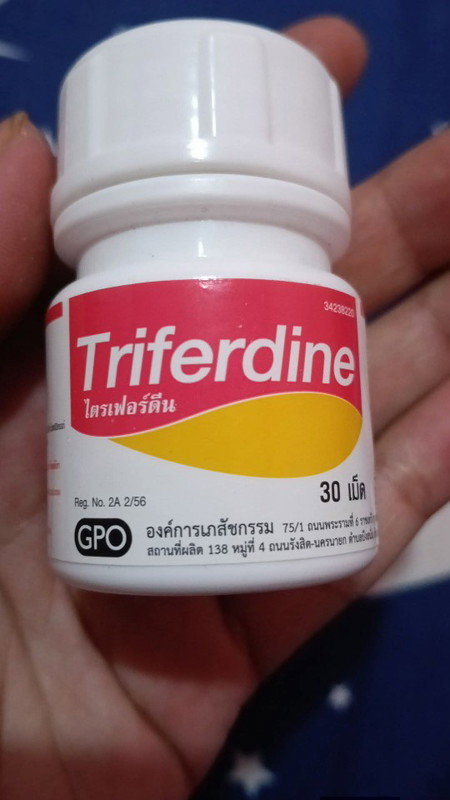 34238220
Triferdine
ไตรเฟอร์ดีน
30 เม็ด
Reg. No. 2A 2/56
GPO
องค์การเภสัชกรรม 75/1 ถนนพระรามที่ 6
สถานที่ผลิต 138 หมู่ที่ 4 ถนนรังสิต-นครนายก